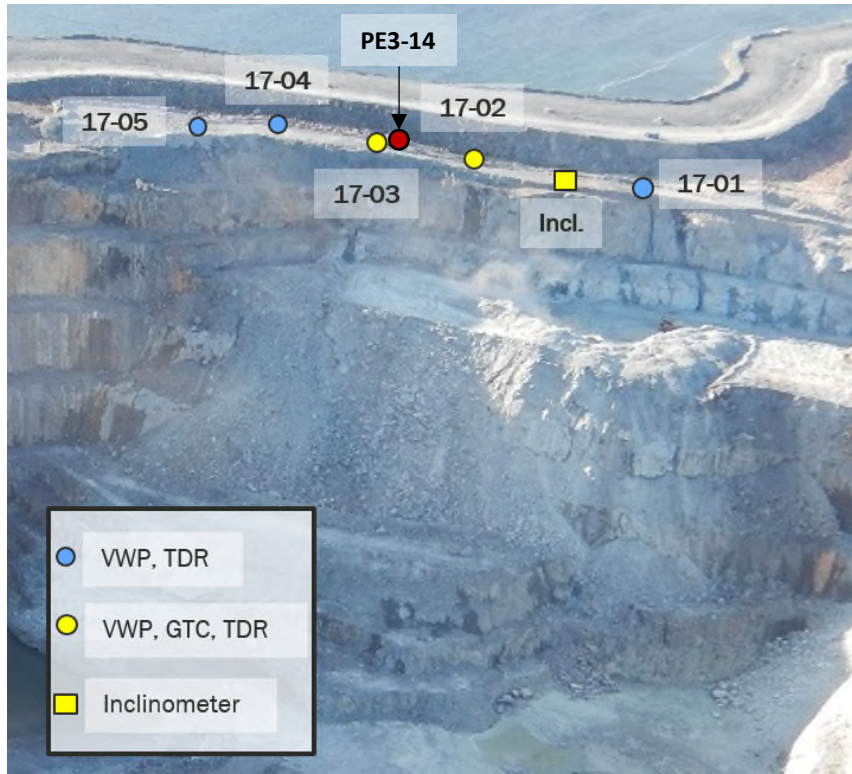 PE3-14
17-04
17-02
17-05
17-03
17-01
Incl.
VWP, TDR
VWP, GTC, TDR
Inclinometer